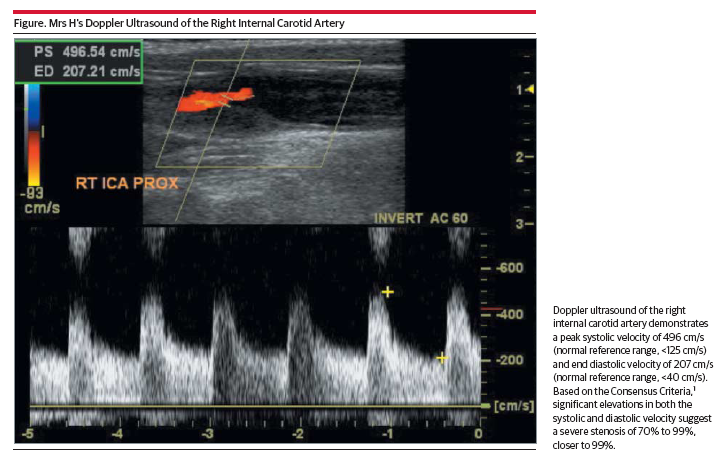 Figure. Mrs H's Doppler Ultrasound of the Right Internal Carotid Artery
PS 496.54 cm/s
ED 207.21 cm/s
-93
cm/s
RT ICA PROX
INVERT AC 60
1
2
3
-600
-400
-200
[cm/s]
-5 -4 -3 -2 -1 0
Doppler ultrasound of the right
internal carotid artery demonstrates
a peak systolic velocity of 496 cm/s
(normal reference range, <125 cm/s)
and end diastolic velocity of 207 cm/s
(normal reference range, <40 cm/s).
Based on the Consensus Criteria,¹
significant elevations in both the
systolic and diastolic velocity suggest
a severe stenosis of 70% to 99%,
closer to 99%.